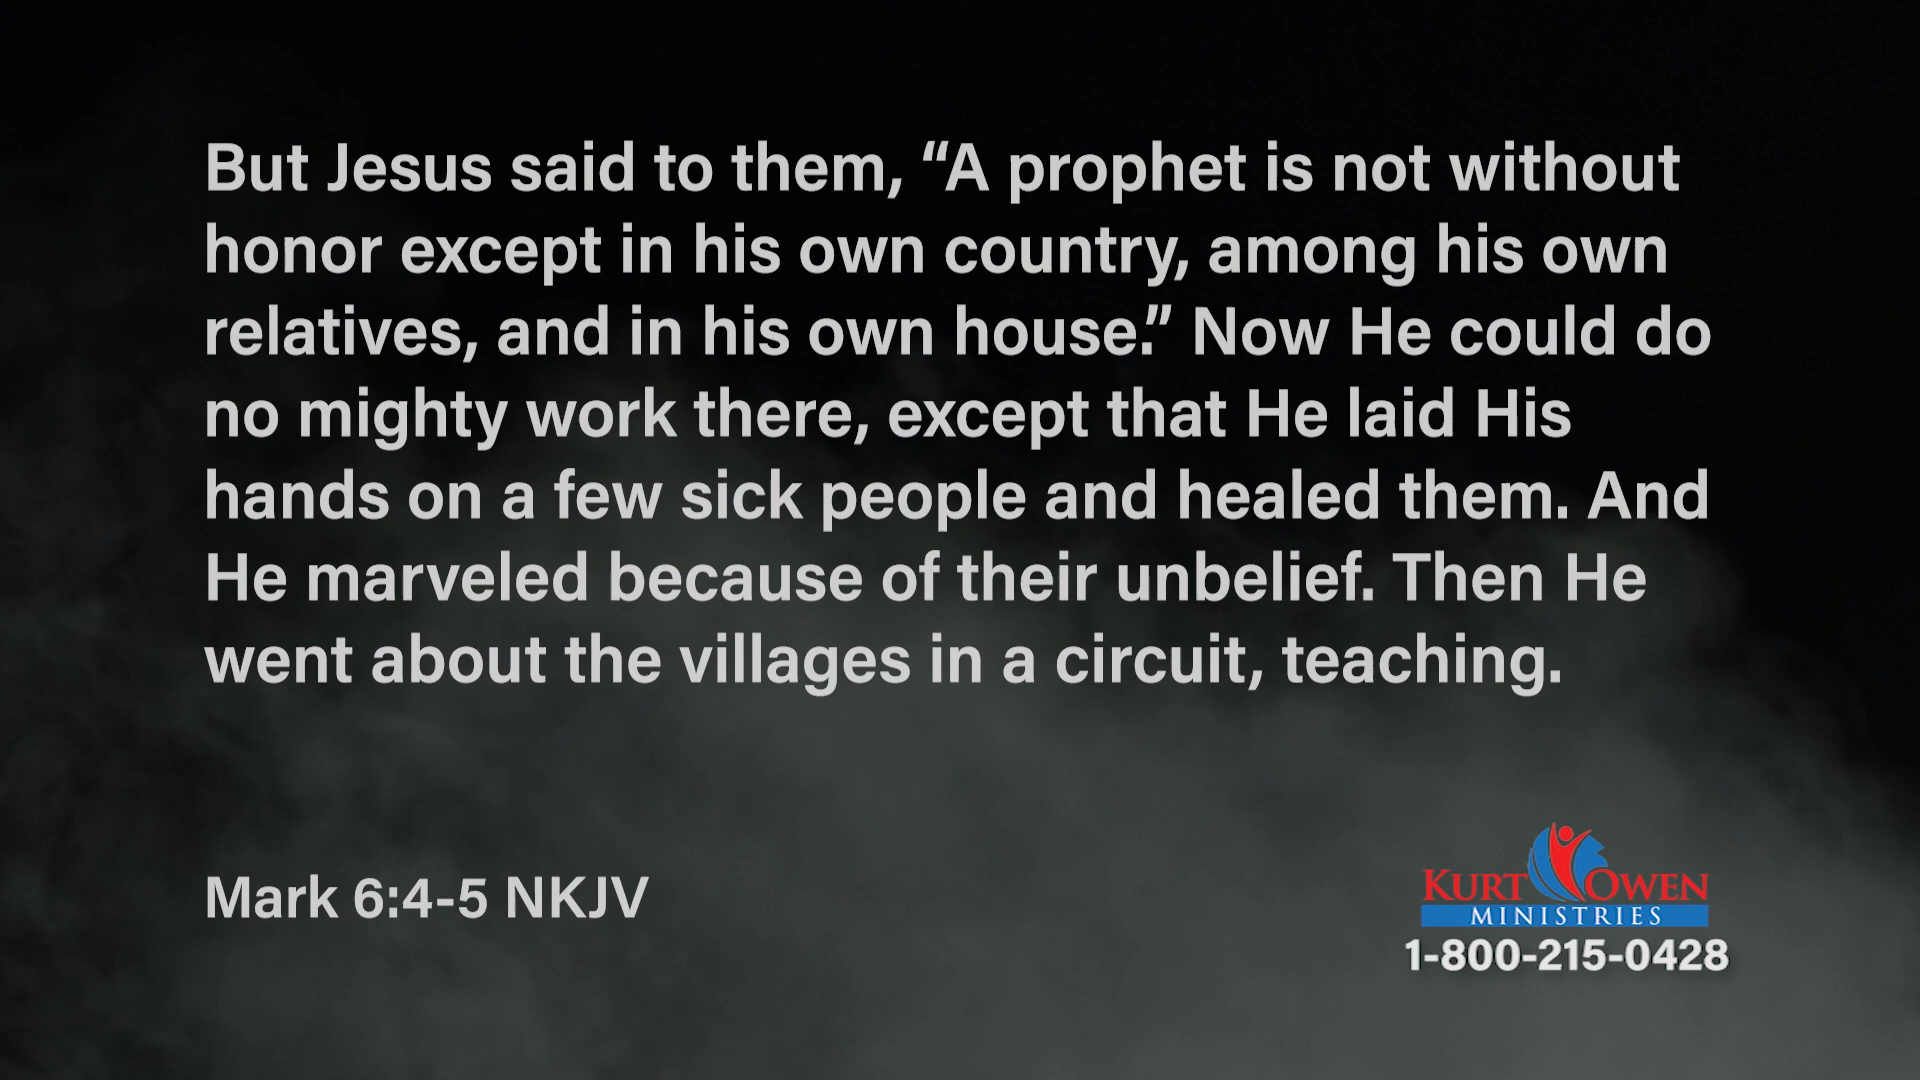 But Jesus said to them, “A prophet is not without
honor except in his own country, among his own
relatives, and in his own house.” Now He could do
no mighty work there, except that He laid His
hands on a few sick people and healed them. And
He marveled because of their unbelief. Then He
went about the villages in a circuit, teaching.
Mark 6:4-5 NKJV
KURT OWEN
MINISTRIES
1-800-215-0428